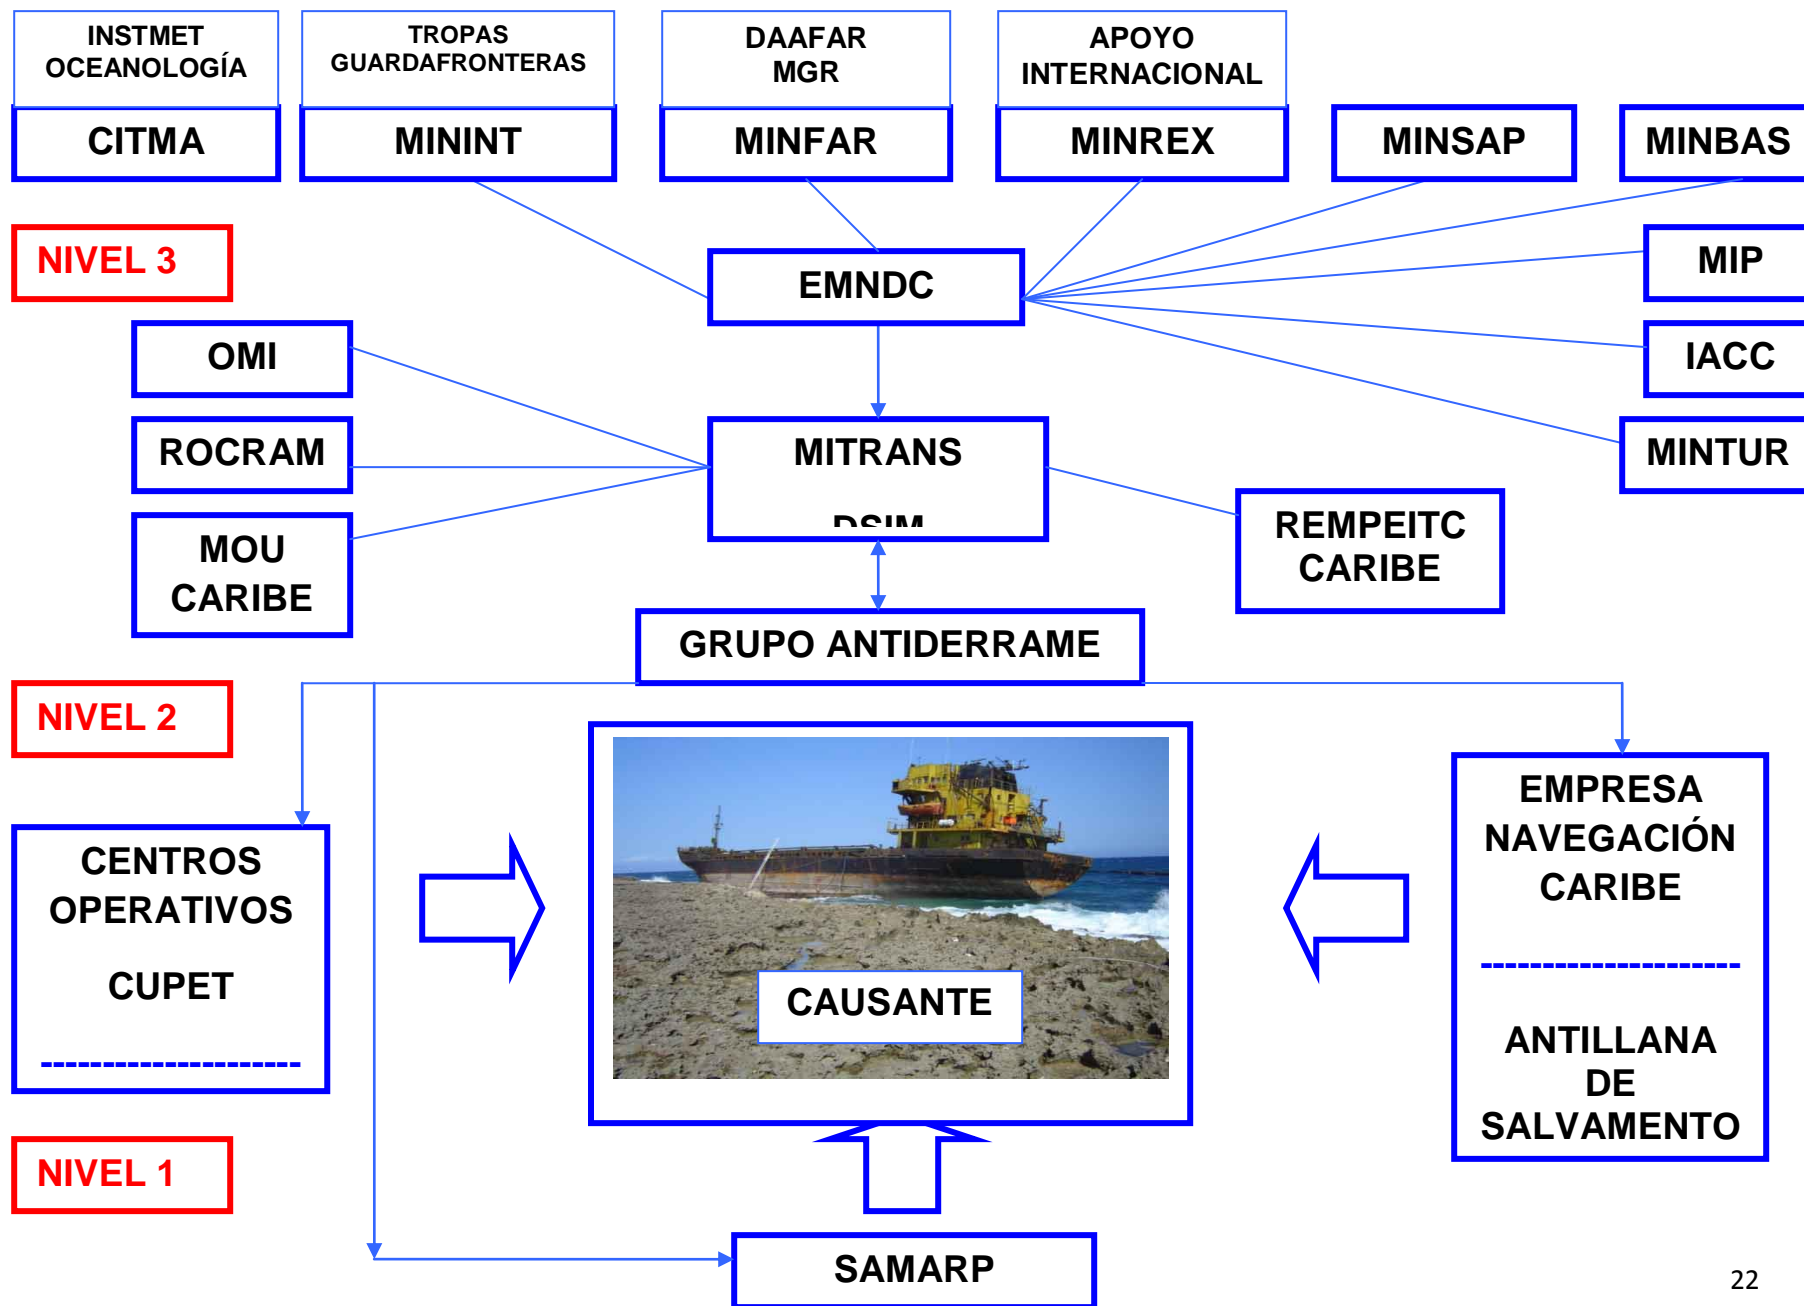 INSTMET
OCEANOLOGÍA
TROPAS
GUARDAFRONTERAS
DAAFAR
MGR
APOYO
INTERNACIONAL
CITMA
MININT
MINFAR
MINREX
MINSAP
MINBAS
NIVEL 3
EMNDC
MIP
OMI
IACC
ROCRAM
MITRANS
DSIM
MINTUR
MOU
CARIBE
REMPEITC
CARIBE
GRUPO ANTIDERRAME
NIVEL 2
CENTROS
OPERATIVOS
CUPET
CAUSANTE
EMPRESA
NAVEGACIÓN
CARIBE
ANTILLANA
DE
SALVAMENTO
NIVEL 1
SAMARP
22